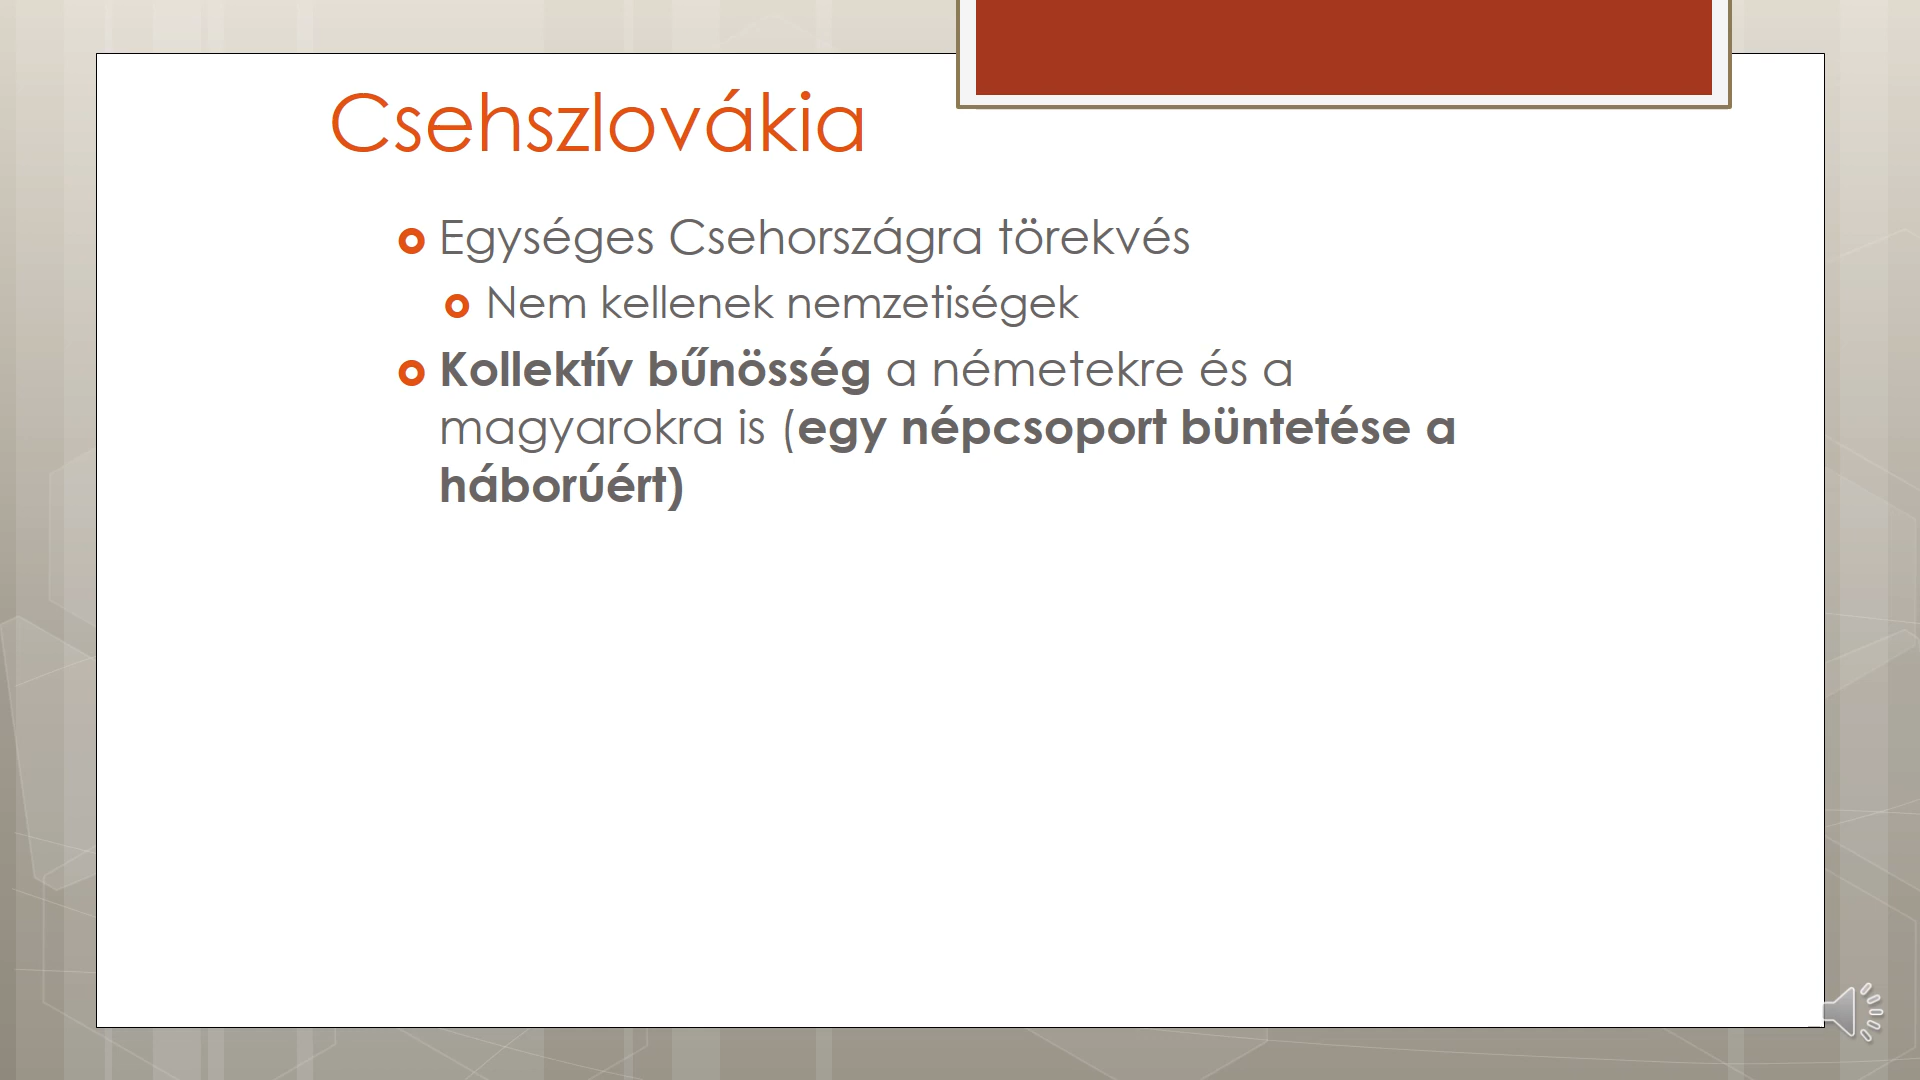 Csehszlovákia
Egységes Csehországra törekvés
Nem kellenek nemzetiségek
Kollektív bűnösség a németekre és a
magyarokra is (egy népcsoport büntetése a
háborúért)